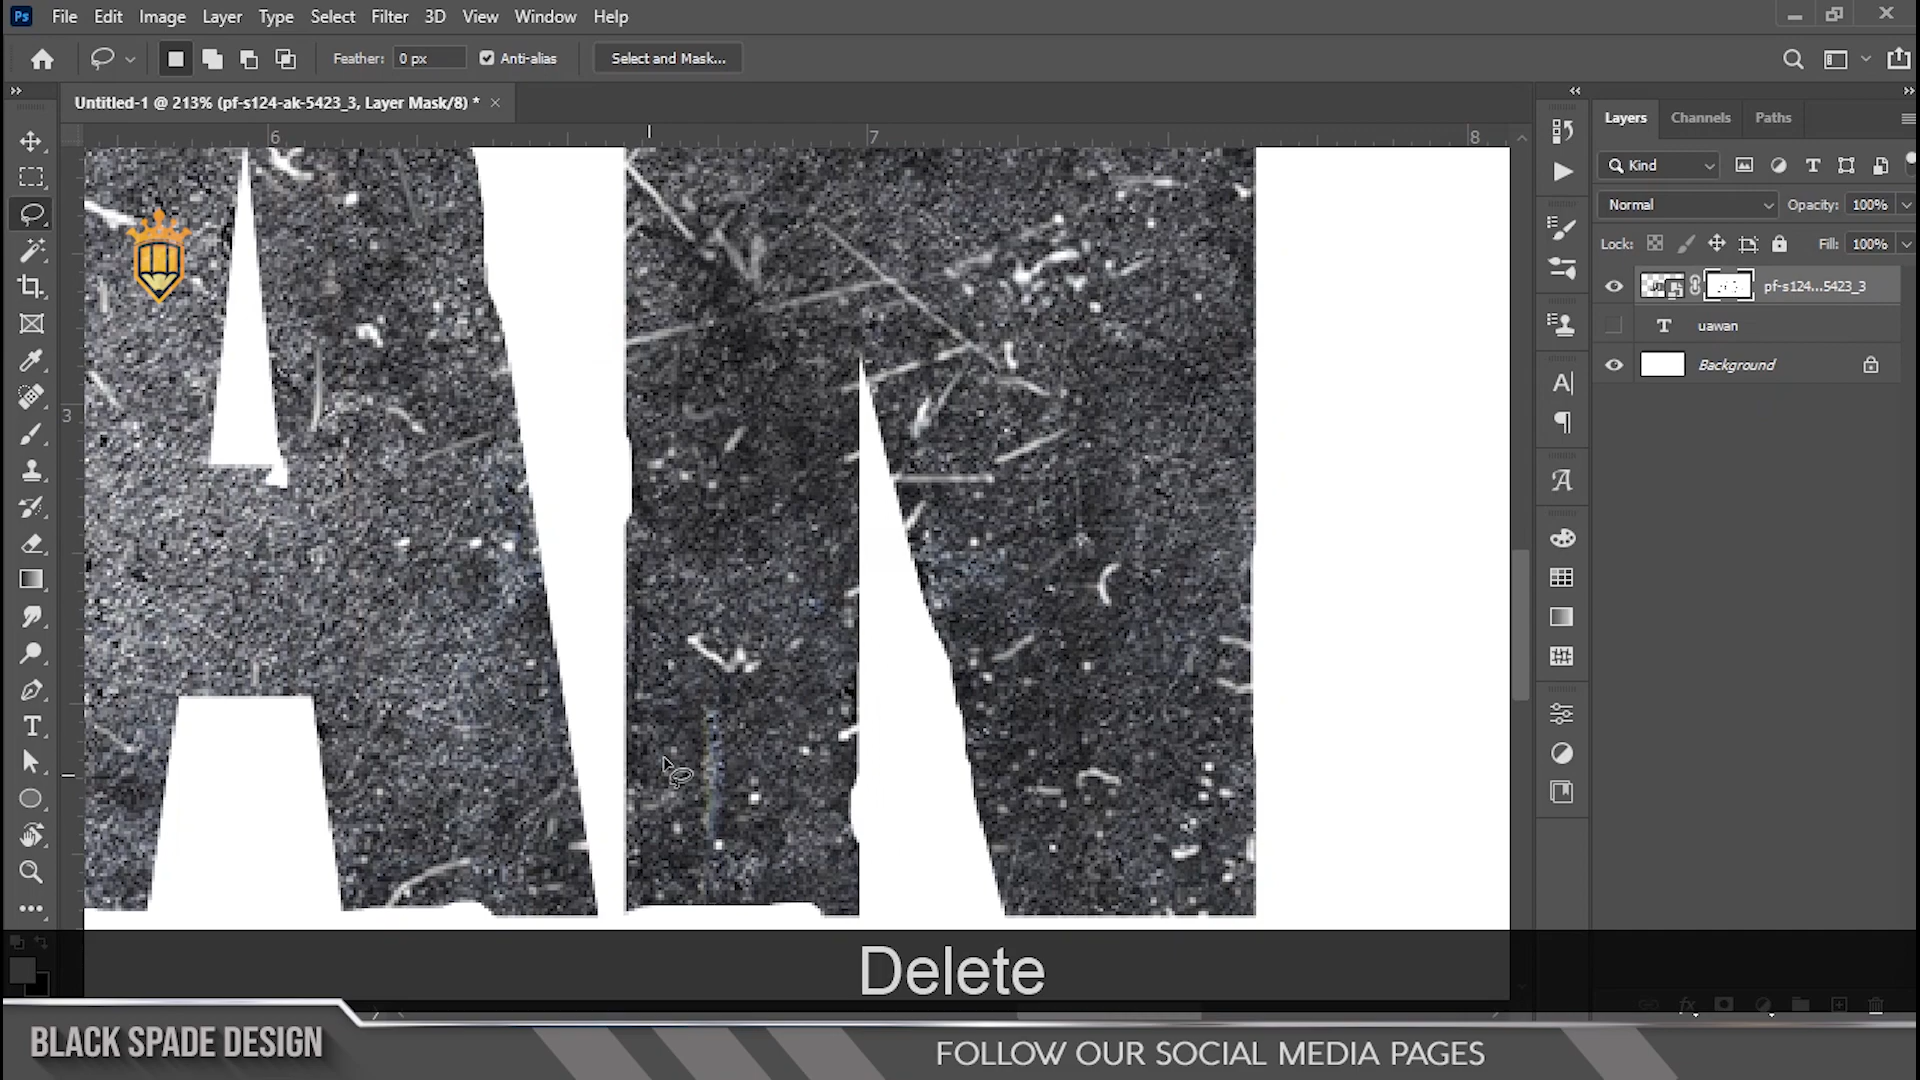 Ps File Edit Image Layer Type Select Filter 3D View Window Help
Feather: 0 px Anti-alias Select and Mask...
Untitled-1 @ 213% (pf-s124-ak-5423_3, Layer Mask/8) *
6 7 8
3
Layers Channels Paths
Kind
Normal Opacity: 100%
Lock: Fill: 100%
pf-s124...5423_3
uawan
Background
Delete
BLACK SPADE DESIGN
FOLLOW OUR SOCIAL MEDIA PAGES